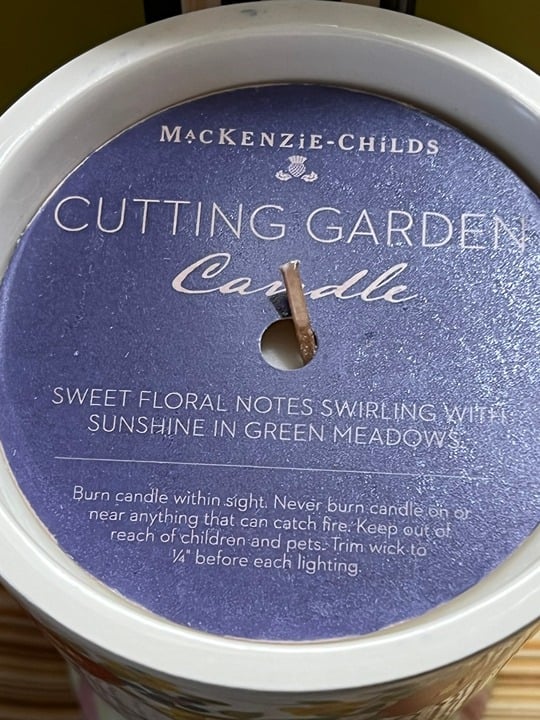 MACKENZiE-CHiLDS
CUTTING GARDEN
Candle
SWEET FLORAL NOTES SWIRLING WITH
SUNSHINE IN GREEN MEADOWS.
Burn candle within sight. Never burn candle on or
near anything that can catch fire. Keep out of
reach of children and pets. Trim wick to
¼" before each lighting.